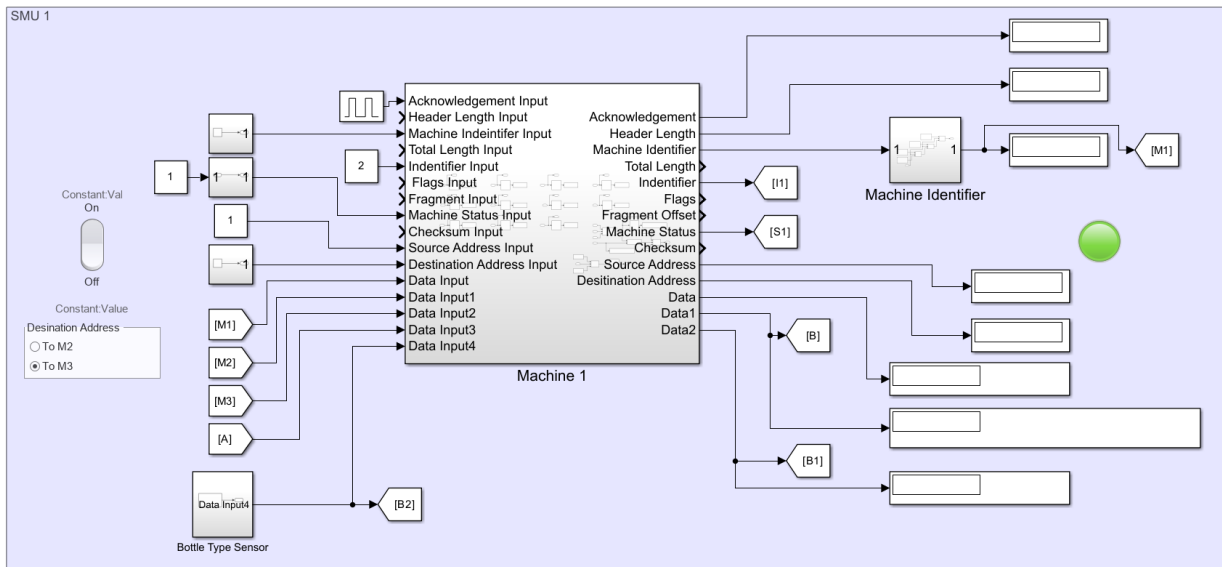 SMU 1
Acknowledgement Input
Header Length Input
Machine Indeintifer Input
Total Length Input
Indentifier Input
Flags Input
Fragment Input
Machine Status Input
Checksum Input
Source Address Input
Destination Address Input
Data Input
Data Input1
Data Input2
Data Input3
Data Input4
Acknowledgement
Header Length
Machine Identifier
Total Length
Indentifier
Flags
Fragment Offset
Machine Status
Checksum
Source Address
Desitination Address
Data
Data1
Data2
Machine 1
1
1
1 1
2
1
1
Constant:Val
On
Off
Constant:Value
Desination Address
To M2
To M3
[M1]
[M2]
[M3]
[A]
Data Input4
Bottle Type Sensor
[B2]
[I1]
[S1]
1 1
Machine Identifier
[M1]
[B]
[B1]